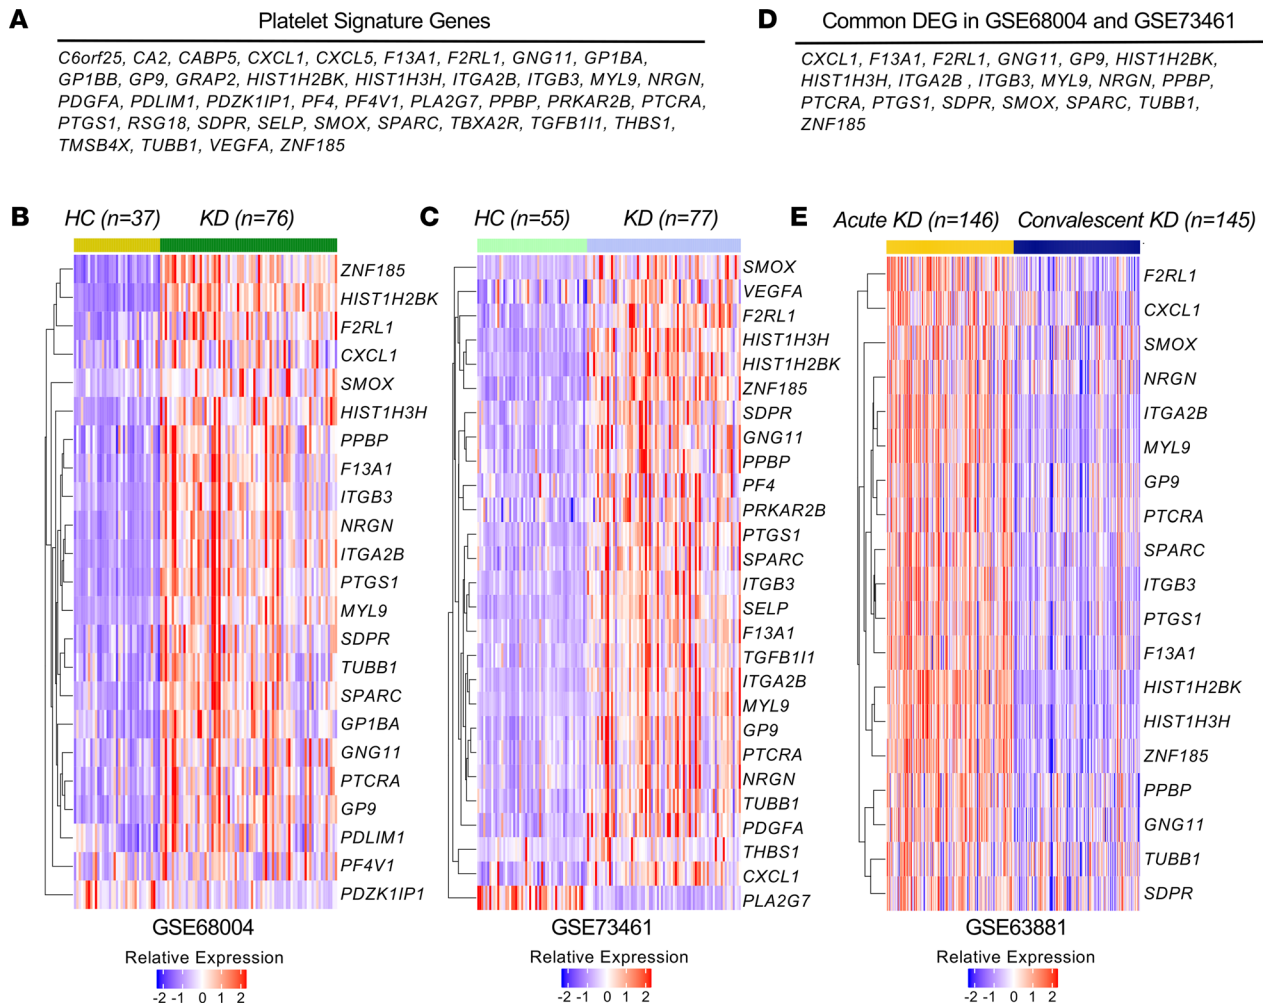 A
Platelet Signature Genes
C6orf25, CA2, CABP5, CXCL1, CXCL5, F13A1, F2RL1, GNG11, GP1BA,
GP1BB, GP9, GRAP2, HIST1H2BK, HIST1H3H, ITGA2B, ITGB3, MYL9, NRGN,
PDGFA, PDLIM1, PDZK1IP1, PF4, PF4V1, PLA2G7, PPBP, PRKAR2B, PTCRA,
PTGS1, RSG18, SDPR, SELP, SMOX, SPARC, TBXA2R, TGFB1I1, THBS1,
TMSB4X, TUBB1, VEGFA, ZNF185
D
Common DEG in GSE68004 and GSE73461
CXCL1, F13A1, F2RL1, GNG11, GP9, HIST1H2BK,
HIST1H3H, ITGA2B , ITGB3, MYL9, NRGN, PPBP,
PTCRA, PTGS1, SDPR, SMOX, SPARC, TUBB1,
ZNF185
B
HC (n=37) KD (n=76)
ZNF185
HIST1H2BK
F2RL1
CXCL1
SMOX
HIST1H3H
PPBP
F13A1
ITGB3
NRGN
ITGA2B
PTGS1
MYL9
SDPR
TUBB1
SPARC
GP1BA
GNG11
PTCRA
GP9
PDLIM1
PF4V1
PDZK1IP1
GSE68004
Relative Expression
-2 -1 0 1 2
C
HC (n=55) KD (n=77)
SMOX
VEGFA
F2RL1
HIST1H3H
HIST1H2BK
ZNF185
SDPR
GNG11
PPBP
PF4
PRKAR2B
PTGS1
SPARC
ITGB3
SELP
F13A1
TGFB1I1
ITGA2B
MYL9
GP9
PTCRA
NRGN
TUBB1
PDGFA
THBS1
CXCL1
PLA2G7
GSE73461
Relative Expression
-2 -1 0 1 2
E
Acute KD (n=146) Convalescent KD (n=145)
F2RL1
CXCL1
SMOX
NRGN
ITGA2B
MYL9
GP9
PTCRA
SPARC
ITGB3
PTGS1
F13A1
HIST1H2BK
HIST1H3H
ZNF185
PPBP
GNG11
TUBB1
SDPR
GSE63881
Relative Expression
-2 -1 0 1 2